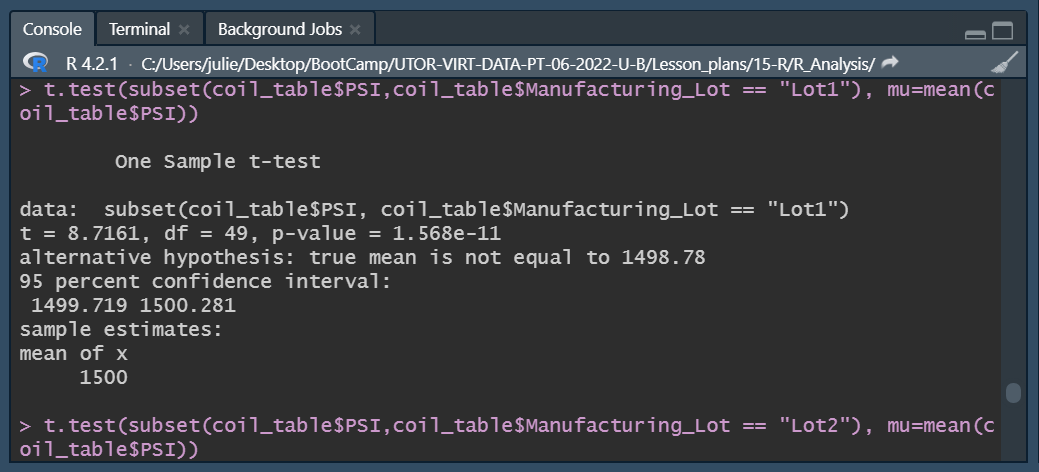 Console Terminal × Background Jobs ×
R R 4.2.1 · C:/Users/julie/Desktop/BootCamp/UTOR-VIRT-DATA-PT-06-2022-U-B/Lesson_plans/15-R/R_Analysis/
> t.test(subset(coil_table$PSI,coil_table$Manufacturing_Lot == "Lot1"), mu=mean(c
oil_table$PSI))
One Sample t-test
data:  subset(coil_table$PSI, coil_table$Manufacturing_Lot == "Lot1")
t = 8.7161, df = 49, p-value = 1.568e-11
alternative hypothesis: true mean is not equal to 1498.78
95 percent confidence interval:
1499.719 1500.281
sample estimates:
mean of x
1500
> t.test(subset(coil_table$PSI,coil_table$Manufacturing_Lot == "Lot2"), mu=mean(c
oil_table$PSI))